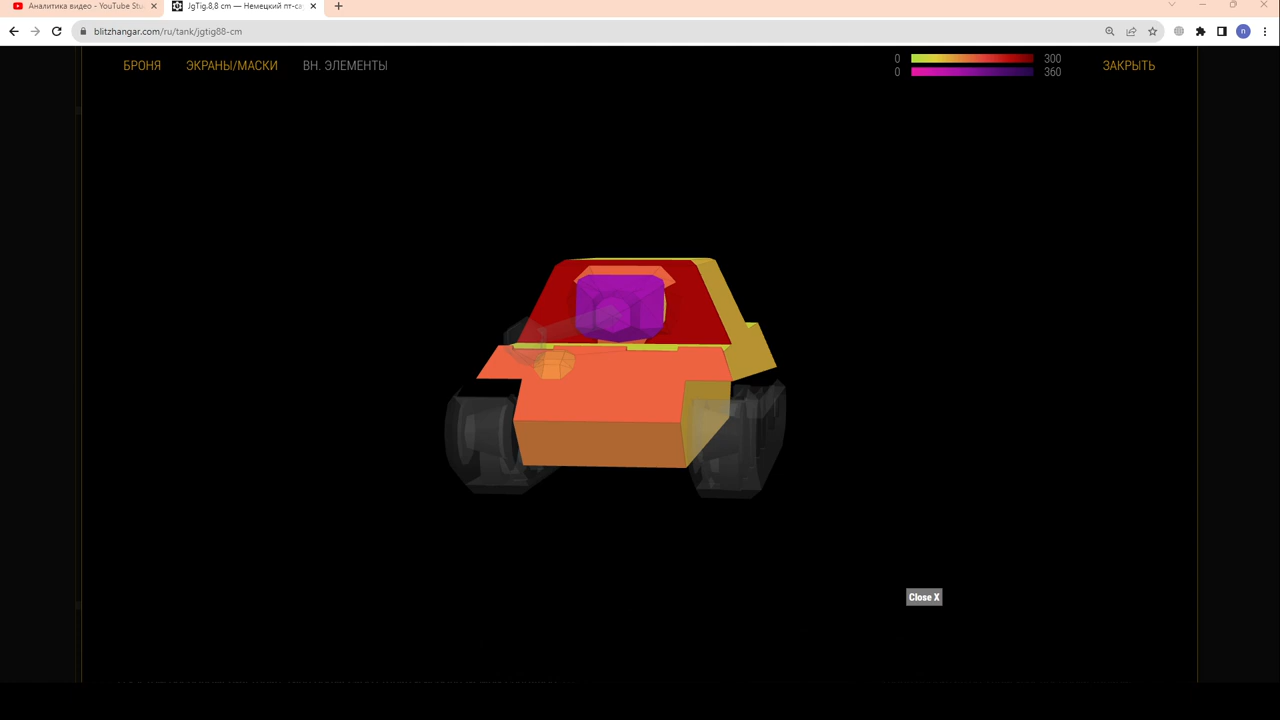 Аналитика видео - YouTube Stu
JgTig.8,8 cm — Немецкий пт-са
blitzhangar.com/ru/tank/jgtig88-cm
n
БРОНЯ ЭКРАНЫ/МАСКИ ВН. ЭЛЕМЕНТЫ
0 300
0 360
ЗАКРЫТЬ
Close X